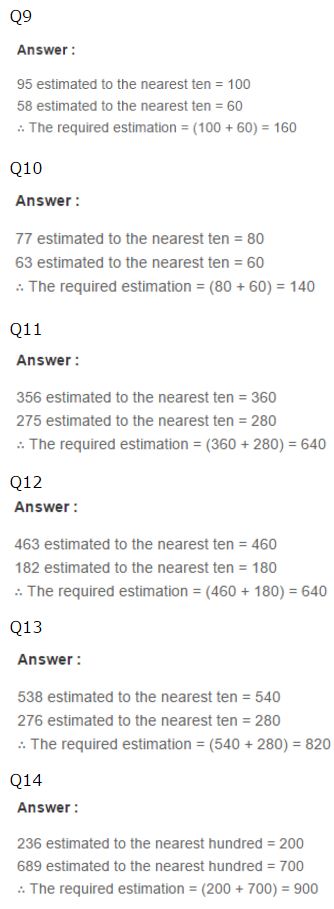 Q9
Answer :
95 estimated to the nearest ten = 100
58 estimated to the nearest ten = 60
∴ The required estimation = (100 + 60) = 160
Q10
Answer :
77 estimated to the nearest ten = 80
63 estimated to the nearest ten = 60
∴ The required estimation = (80 + 60) = 140
Q11
Answer :
356 estimated to the nearest ten = 360
275 estimated to the nearest ten = 280
∴ The required estimation = (360 + 280) = 640
Q12
Answer :
463 estimated to the nearest ten = 460
182 estimated to the nearest ten = 180
∴ The required estimation = (460 + 180) = 640
Q13
Answer :
538 estimated to the nearest ten = 540
276 estimated to the nearest ten = 280
∴ The required estimation = (540 + 280) = 820
Q14
Answer :
236 estimated to the nearest hundred = 200
689 estimated to the nearest hundred = 700
∴ The required estimation = (200 + 700) = 900